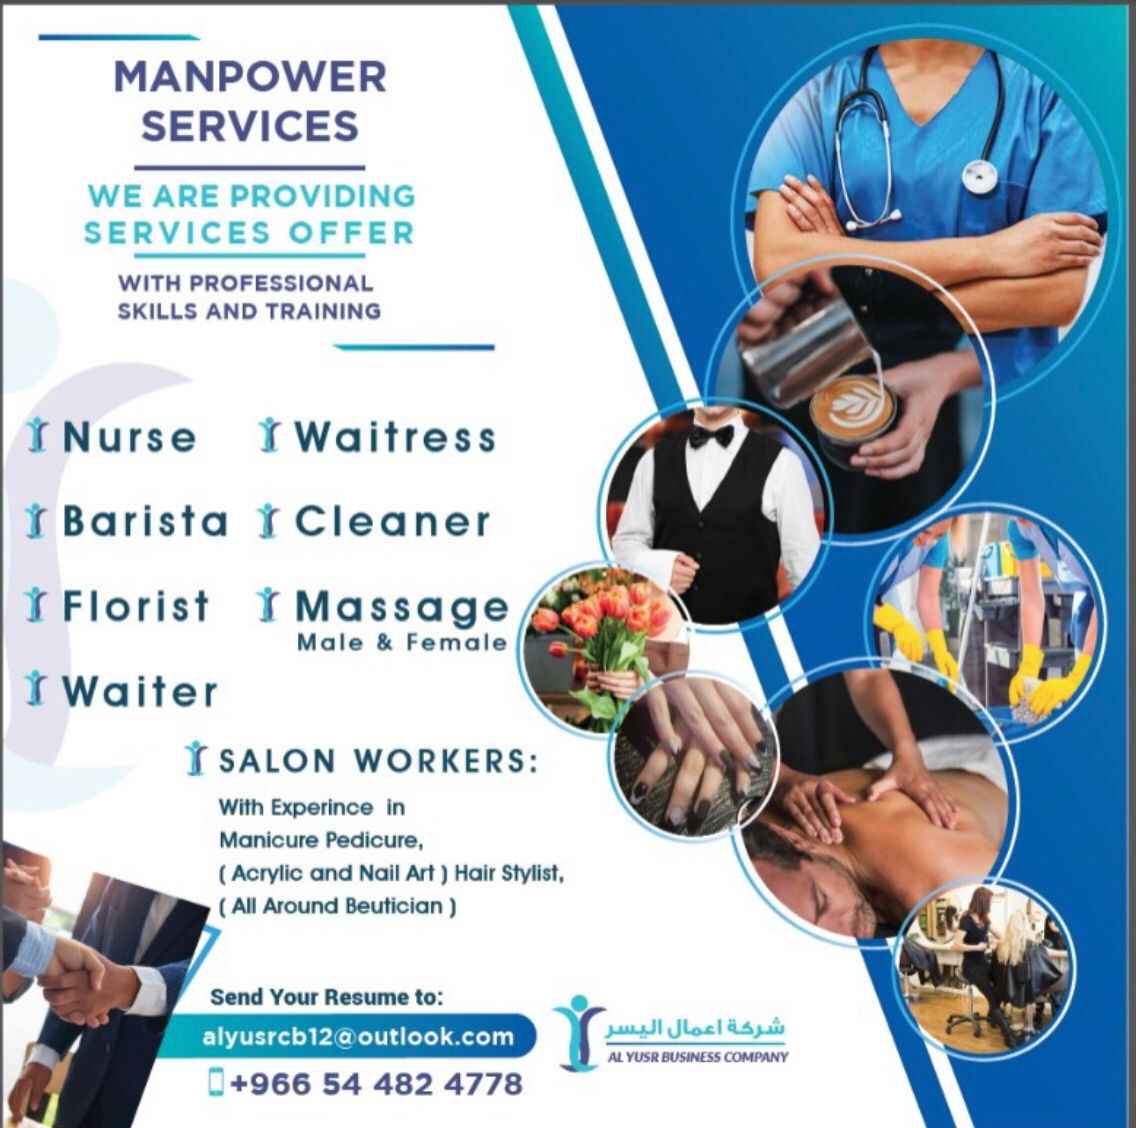 MANPOWER
SERVICES
WE ARE PROVIDING
SERVICES OFFER
WITH PROFESSIONAL
SKILLS AND TRAINING
Nurse
Waitress
Barista
Cleaner
Florist
Massage
Male & Female
Waiter
SALON WORKERS:
With Experince in
Manicure Pedicure,
( Acrylic and Nail Art ) Hair Stylist,
( All Around Beutician )
Send Your Resume to:
alyusrcb12@outlook.com
+966 54 482 4778
شركة اعمال اليسر
AL YUSR BUSINESS COMPANY